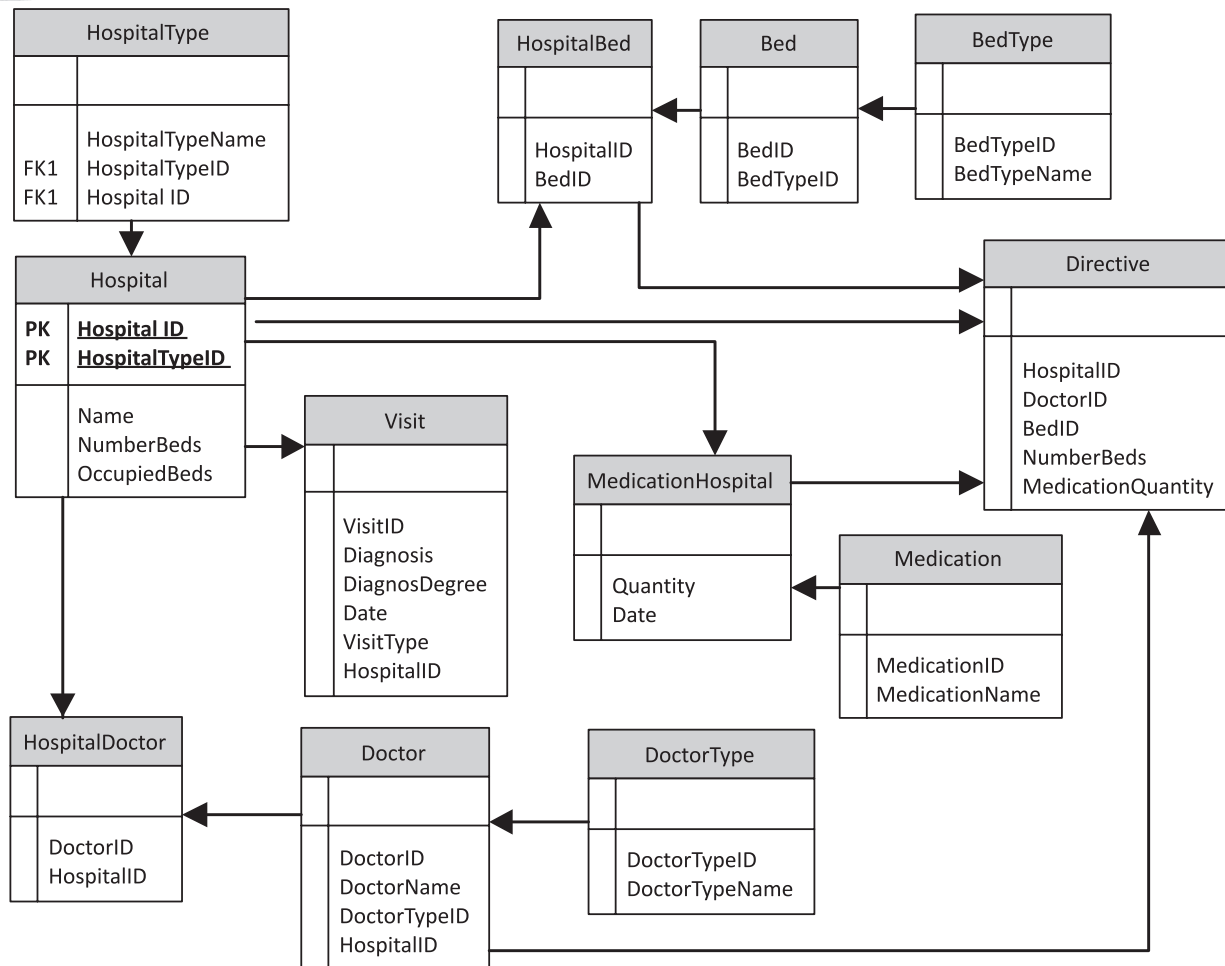 HospitalType
HospitalTypeName
FK1 HospitalTypeID
FK1 Hospital ID
HospitalBed
HospitalID
BedID
Bed
BedID
BedTypeID
BedType
BedTypeID
BedTypeName
Hospital
PK Hospital ID
PK HospitalTypeID
Name
NumberBeds
OccupiedBeds
Directive
HospitalID
DoctorID
BedID
NumberBeds
MedicationQuantity
Visit
VisitID
Diagnosis
DiagnosDegree
Date
VisitType
HospitalID
MedicationHospital
Quantity
Date
Medication
MedicationID
MedicationName
HospitalDoctor
DoctorID
HospitalID
Doctor
DoctorID
DoctorName
DoctorTypeID
HospitalID
DoctorType
DoctorTypeID
DoctorTypeName